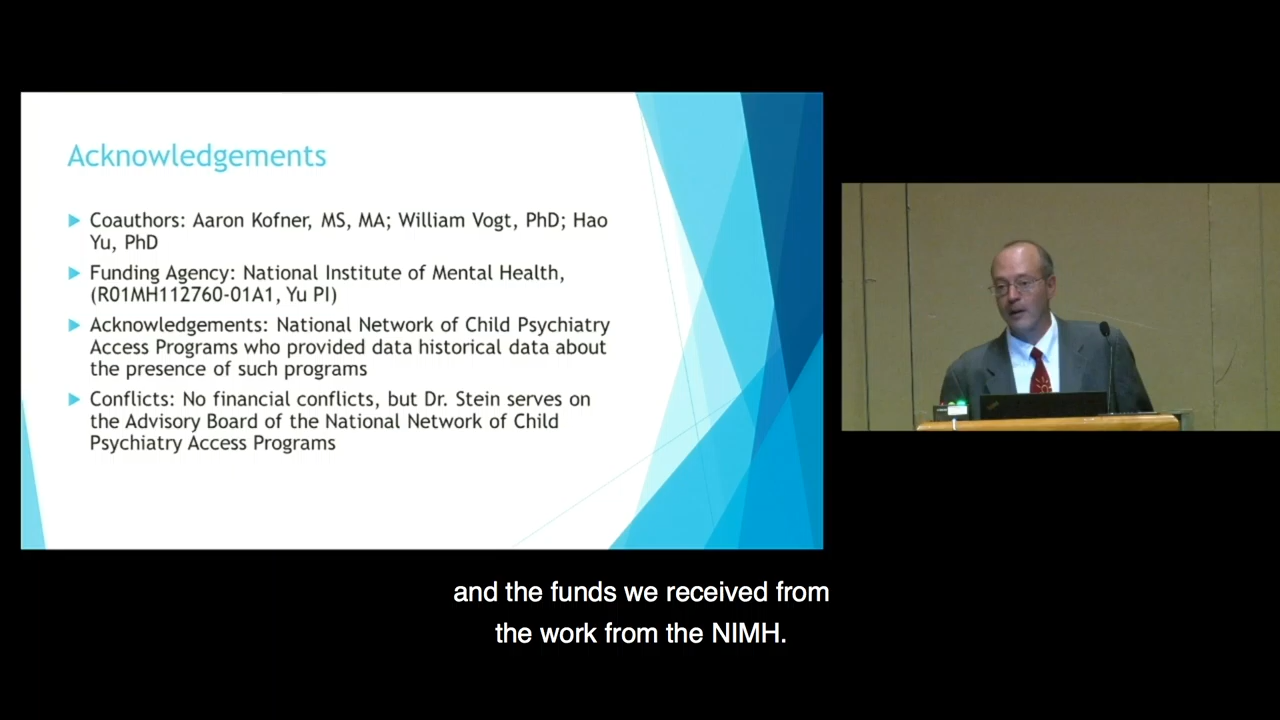 Acknowledgements
Coauthors: Aaron Kofner, MS, MA; William Vogt, PhD; Hao
Yu, PhD
Funding Agency: National Institute of Mental Health,
(R01MH112760-01A1, Yu PI)
Acknowledgements: National Network of Child Psychiatry
Access Programs who provided data historical data about
the presence of such programs
Conflicts: No financial conflicts, but Dr. Stein serves on
the Advisory Board of the National Network of Child
Psychiatry Access Programs
and the funds we received from
the work from the NIMH.